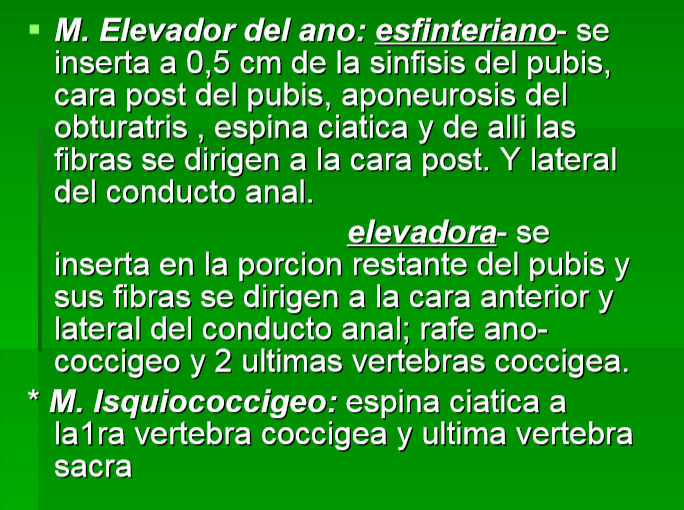 M. Elevador del ano: esfinteriano- se
inserta a 0,5 cm de la sinfisis del pubis,
cara post del pubis, aponeurosis del
obturatris , espina ciatica y de alli las
fibras se dirigen a la cara post. Y lateral
del conducto anal.
elevadora- se
inserta en la porcion restante del pubis y
sus fibras se dirigen a la cara anterior y
lateral del conducto anal; rafe ano-
coccigeo y 2 ultimas vertebras coccigea.
* M. Isquiococcigeo: espina ciatica a
la1ra vertebra coccigea y ultima vertebra
sacra